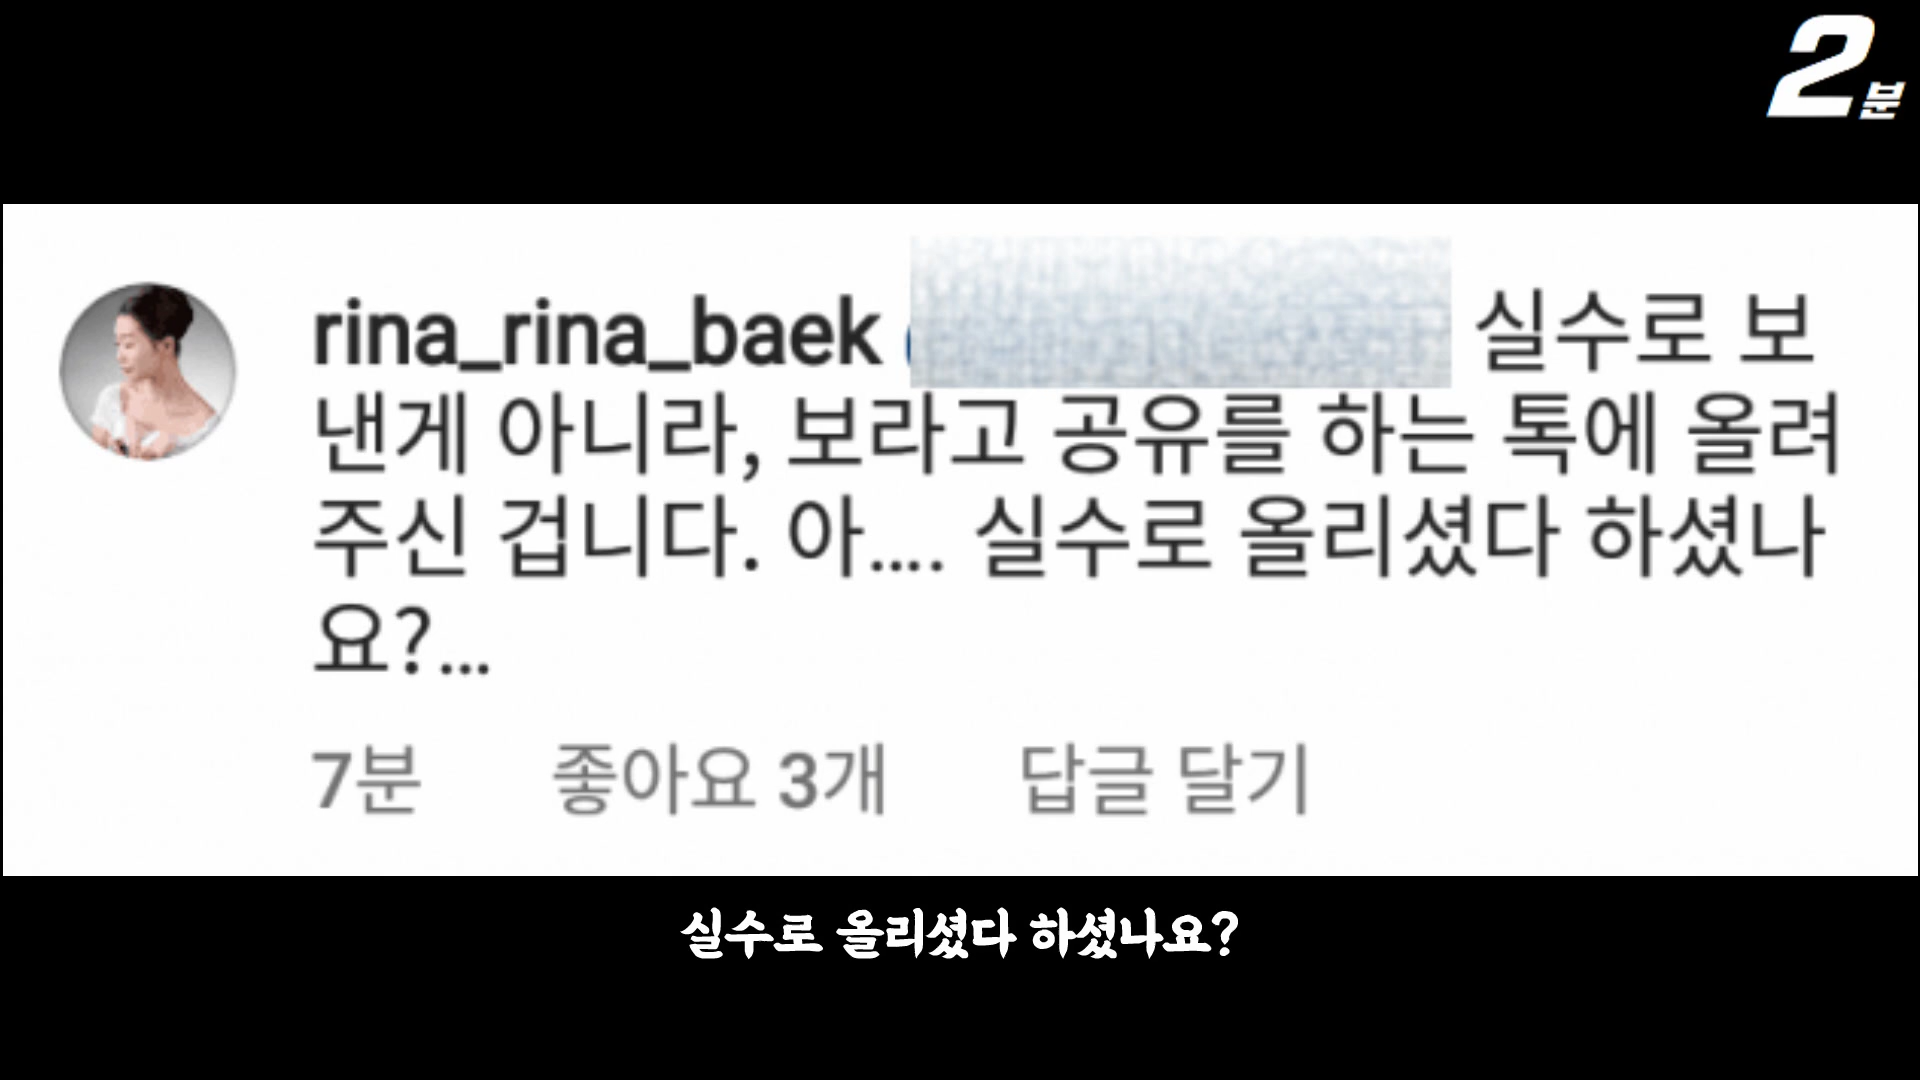 2분
rina_rina_baek 실수로 보
낸게 아니라, 보라고 공유를 하는 톡에 올려
주신 겁니다. 아.... 실수로 올리셨다 하셨나
요?...
7분 좋아요 3개 답글 달기
실수로 올리셨다 하셨나요?